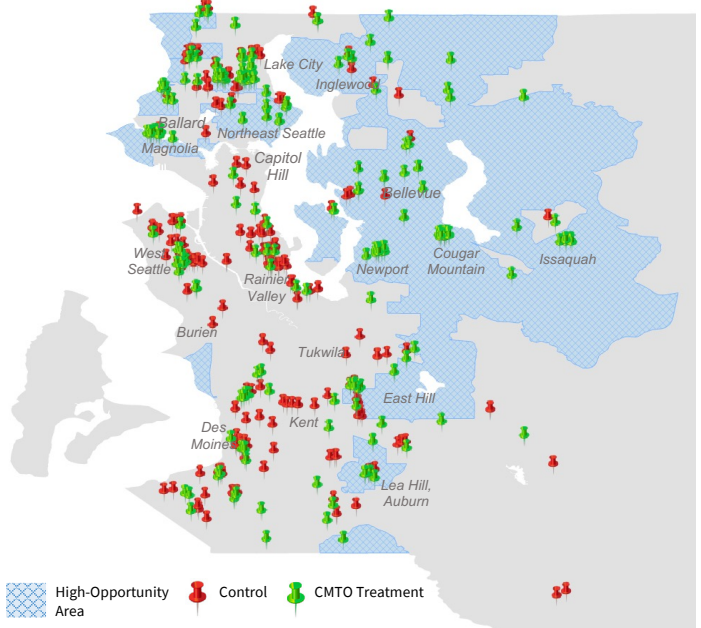 Lake City
Inglewood
Ballard
Northeast Seattle
Magnolia
Capitol
Hill
Bellevue
West
Seattle
Newport
Cougar
Mountain
Issaquah
Rainier
Valley
Burien
Tukwila
East Hill
Kent
Des
Moines
Lea Hill,
Auburn
High-Opportunity
Area
Control
CMTO Treatment